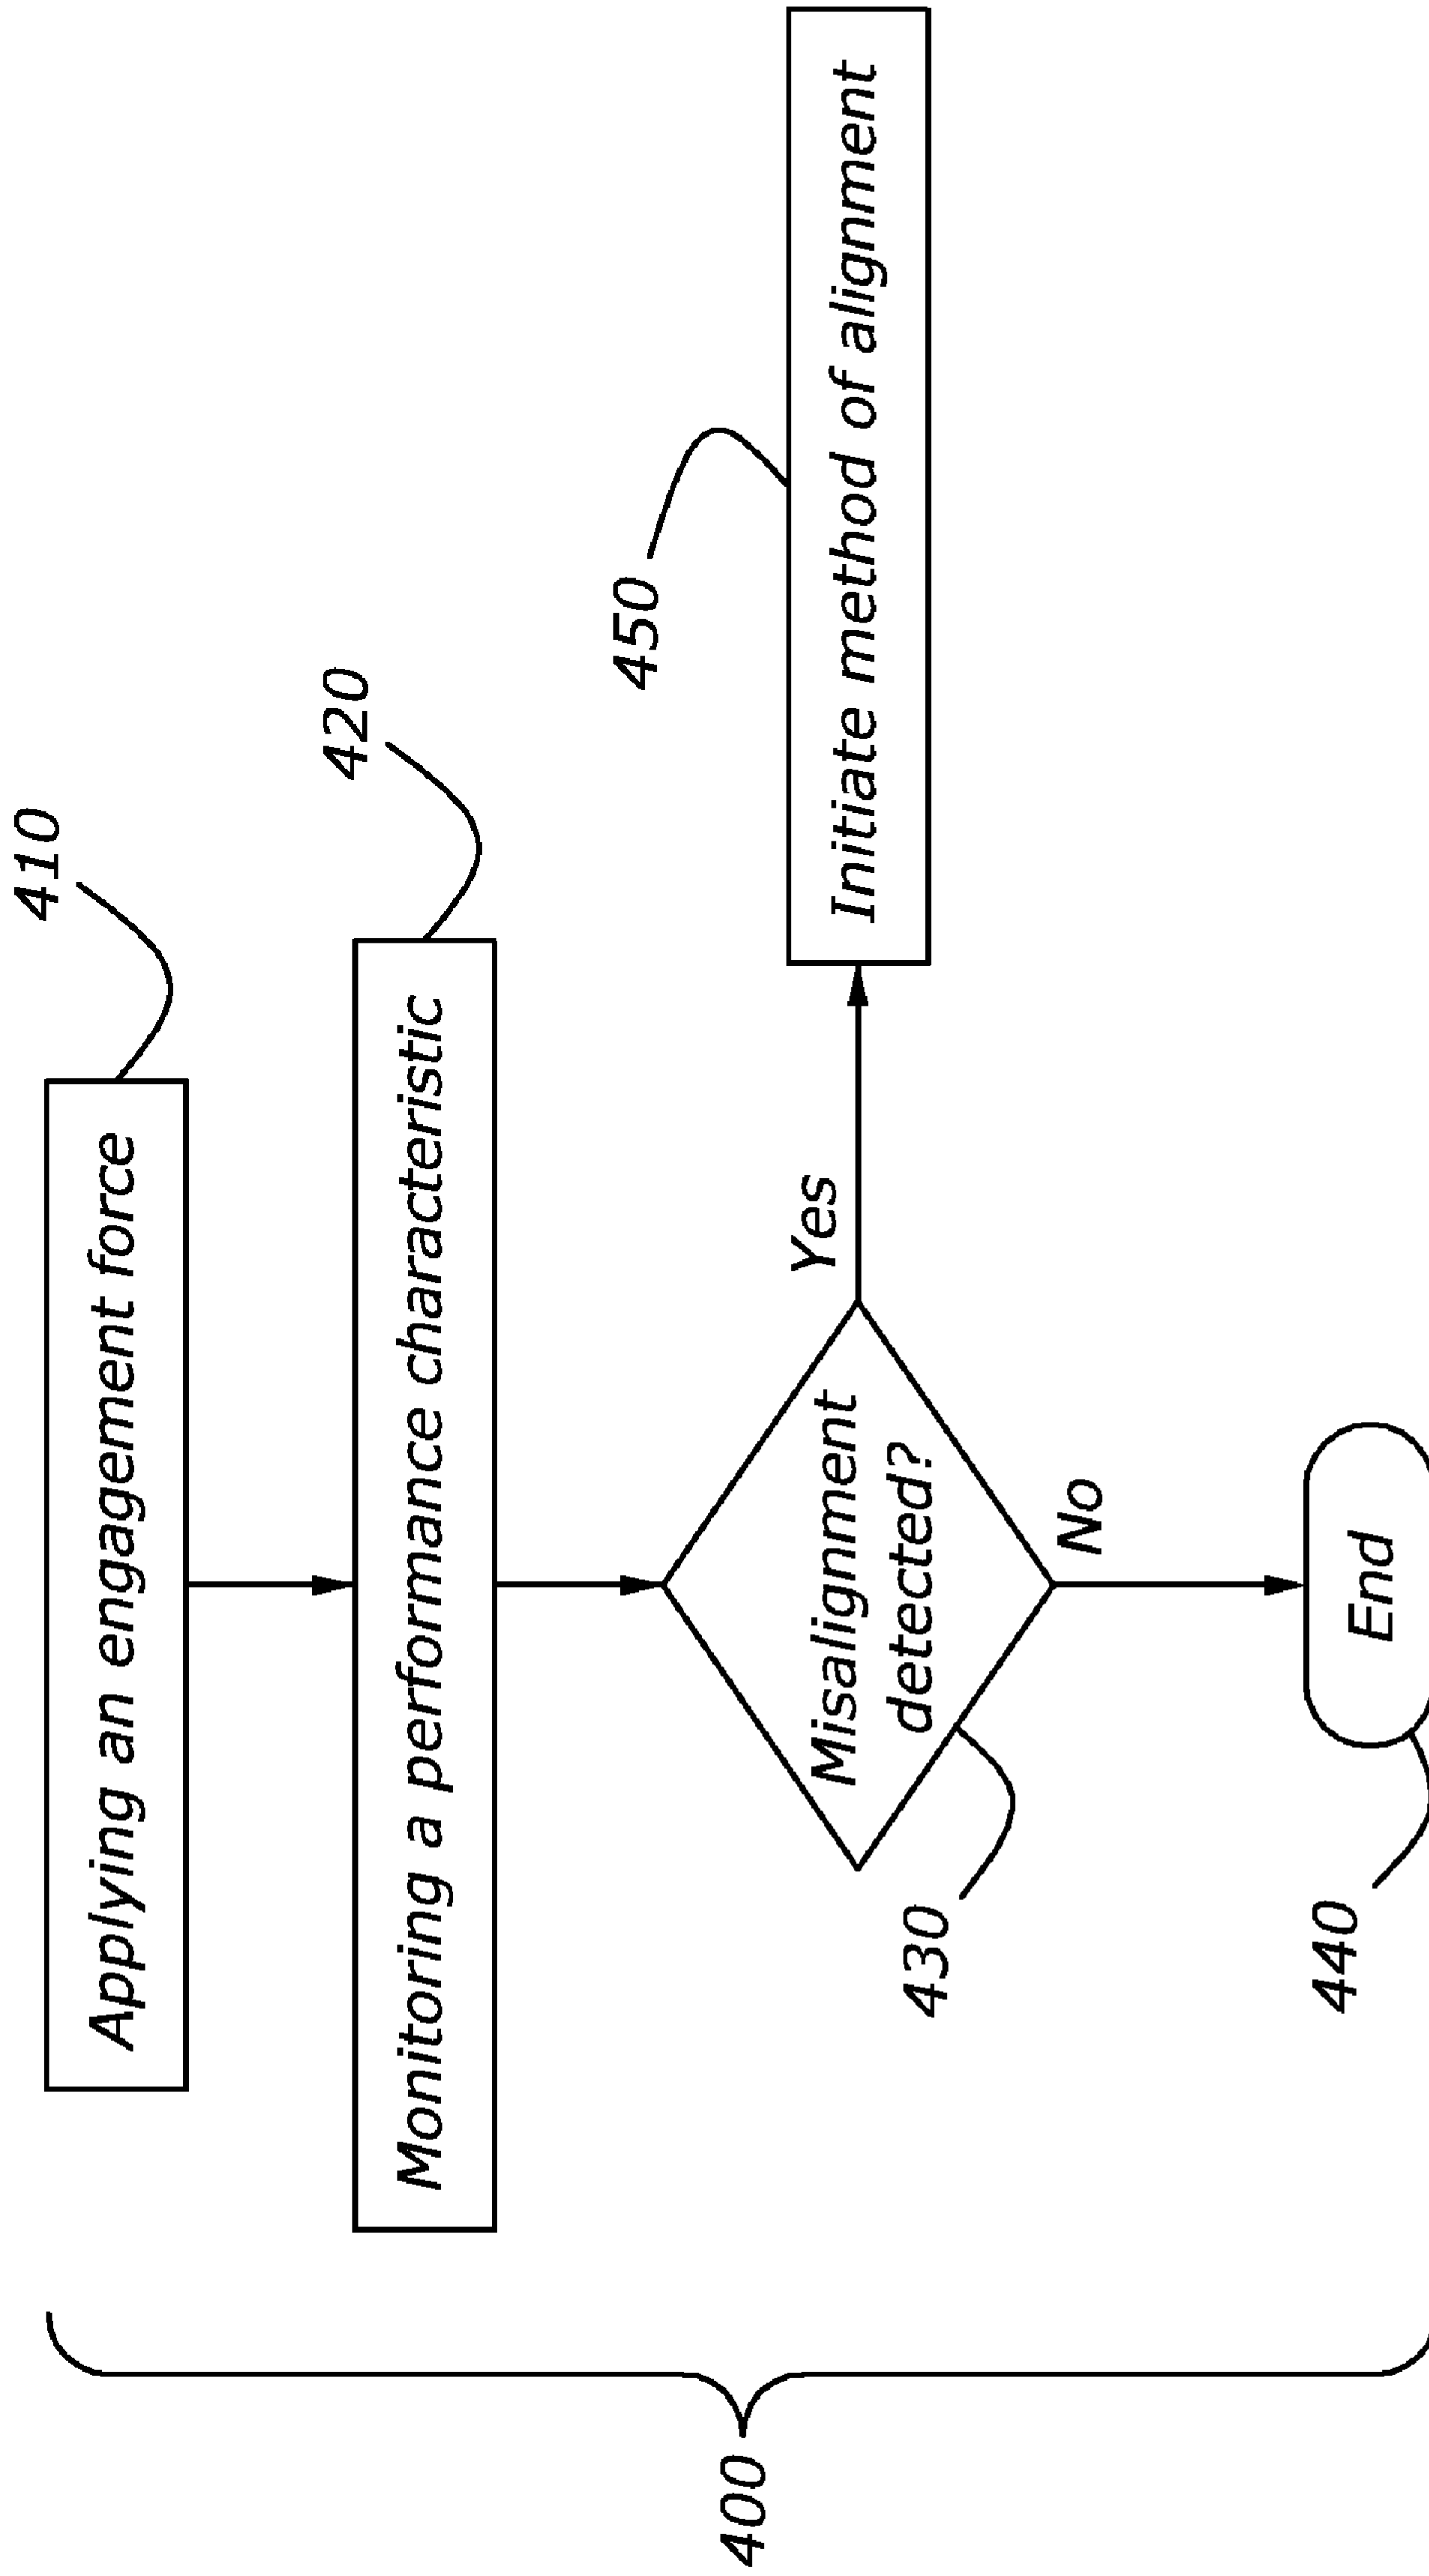 410
Applying an engagement force
420
Monitoring a performance characteristic
450
Misalignment
detected?
Yes
Initiate method of alignment
430
No
440
End
400